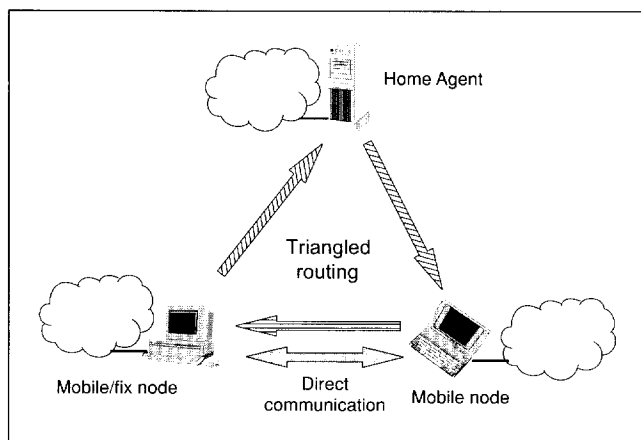 Home Agent
Triangled
routing
Mobile/fix node
Direct
communication
Mobile node